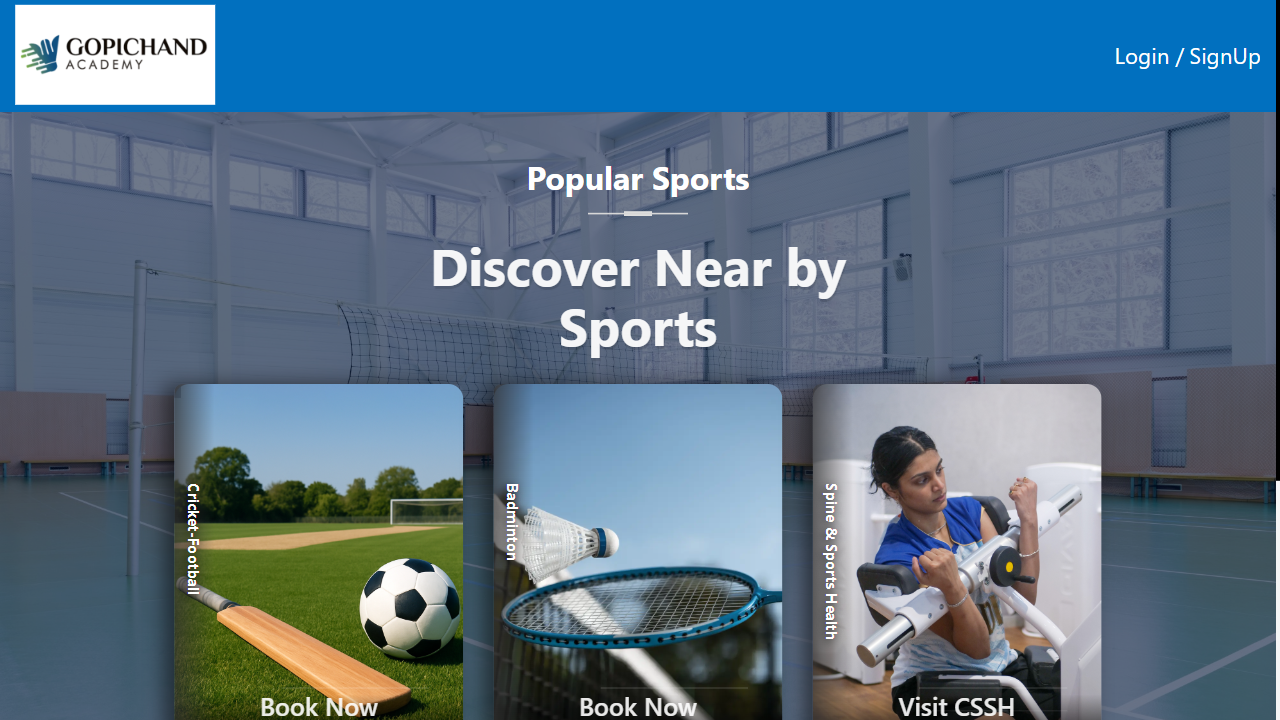 GOPICHAND
ACADEMY
Login / SignUp
Popular Sports
Discover Near by
Sports
Cricket-Football
Badminton
Spine & Sports Health
Book Now
Book Now
Visit CSSH